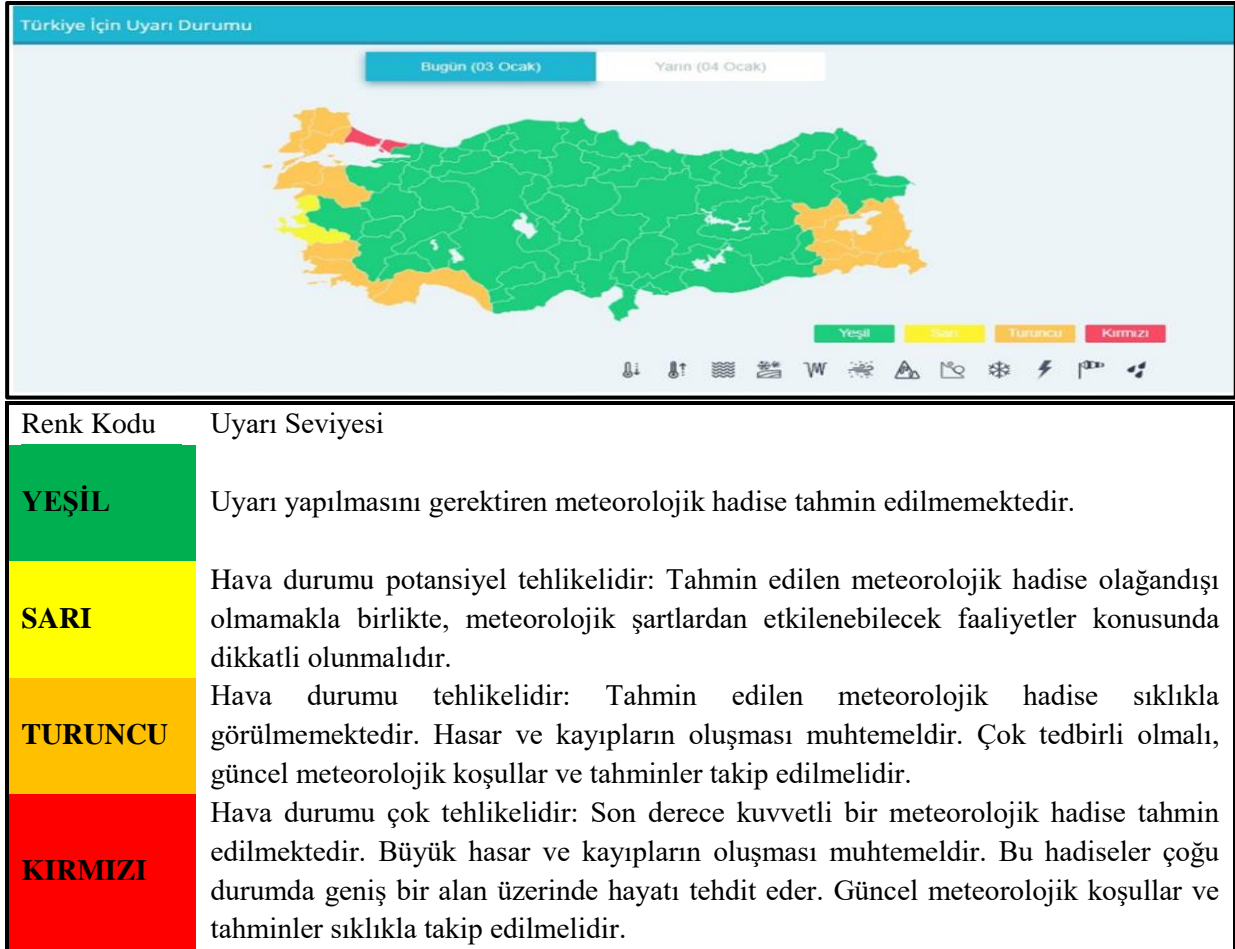 Türkiye İçin Uyarı Durumu
Bugün (03 Ocak)
Yarın (04 Ocak)
Yeşil
Sarı
Turuncu
Kırmızı
Renk Kodu
Uyarı Seviyesi
YEŞİL
Uyarı yapılmasını gerektiren meteorolojik hadise tahmin edilmemektedir.
SARI
Hava durumu potansiyel tehlikelidir: Tahmin edilen meteorolojik hadise olağandışı
olmamakla birlikte, meteorolojik şartlardan etkilenebilecek faaliyetler konusunda
dikkatli olunmalıdır.
TURUNCU
Hava durumu tehlikelidir: Tahmin edilen meteorolojik hadise sıklıkla
görülmemektedir. Hasar ve kayıpların oluşması muhtemeldir. Çok tedbirli olmalı,
güncel meteorolojik koşullar ve tahminler takip edilmelidir.
KIRMIZI
Hava durumu çok tehlikelidir: Son derece kuvvetli bir meteorolojik hadise tahmin
edilmektedir. Büyük hasar ve kayıpların oluşması muhtemeldir. Bu hadiseler çoğu
durumda geniş bir alan üzerinde hayatı tehdit eder. Güncel meteorolojik koşullar ve
tahminler sıklıkla takip edilmelidir.